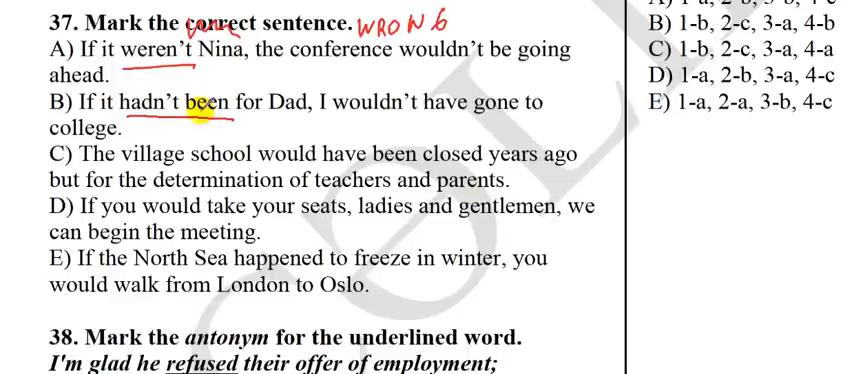 37. Mark the correct sentence. WRONG
A) If it weren't Nina, the conference wouldn't be going
ahead.
B) If it hadn't been for Dad, I wouldn't have gone to
college.
C) The village school would have been closed years ago
but for the determination of teachers and parents.
D) If you would take your seats, ladies and gentlemen, we
can begin the meeting.
E) If the North Sea happened to freeze in winter, you
would walk from London to Oslo.
38. Mark the antonym for the underlined word.
I'm glad he refused their offer of employment;
B) 1-b, 2-c, 3-a, 4-b
C) 1-b, 2-c, 3-a, 4-a
D) 1-a, 2-b, 3-a, 4-c
E) 1-a, 2-a, 3-b, 4-c